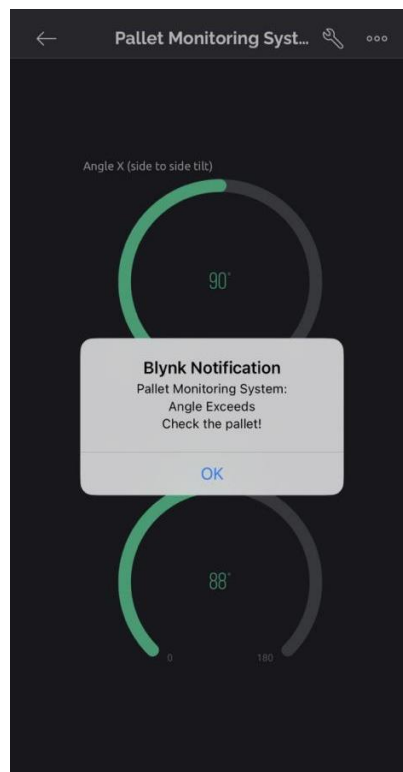 Pallet Monitoring Syst...
Angle X (side to side tilt)
90°
Blynk Notification
Pallet Monitoring System:
Angle Exceeds
Check the pallet!
OK
88°
0 180